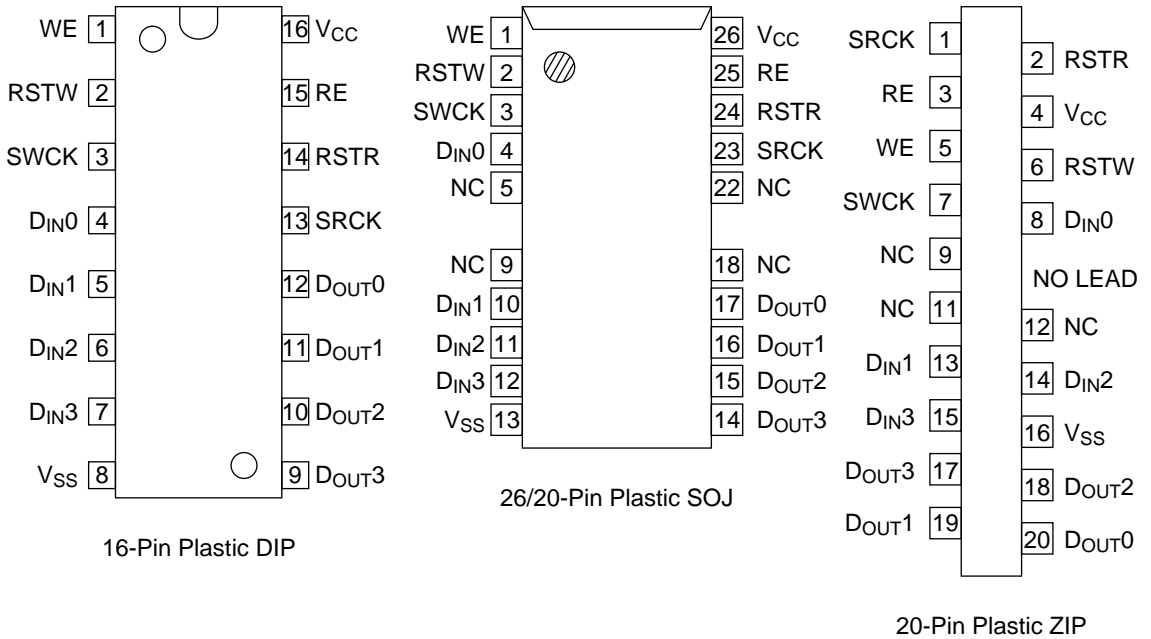 WE 1
16 VCC
RSTW 2
15 RE
SWCK 3
14 RSTR
DIN0 4
13 SRCK
DIN1 5
12 DOUT0
DIN2 6
11 DOUT1
DIN3 7
10 DOUT2
VSS 8
9 DOUT3
16-Pin Plastic DIP
WE 1
26 VCC
RSTW 2
25 RE
SWCK 3
24 RSTR
DIN0 4
23 SRCK
NC 5
22 NC
NC 9
18 NC
DIN1 10
17 DOUT0
DIN2 11
16 DOUT1
DIN3 12
15 DOUT2
VSS 13
14 DOUT3
26/20-Pin Plastic SOJ
SRCK 1
2 RSTR
RE 3
4 VCC
WE 5
6 RSTW
SWCK 7
8 DIN0
NC 9
NO LEAD
NC 11
12 NC
DIN1 13
14 DIN2
DIN3 15
16 VSS
DOUT3 17
18 DOUT2
DOUT1 19
20 DOUT0
20-Pin Plastic ZIP